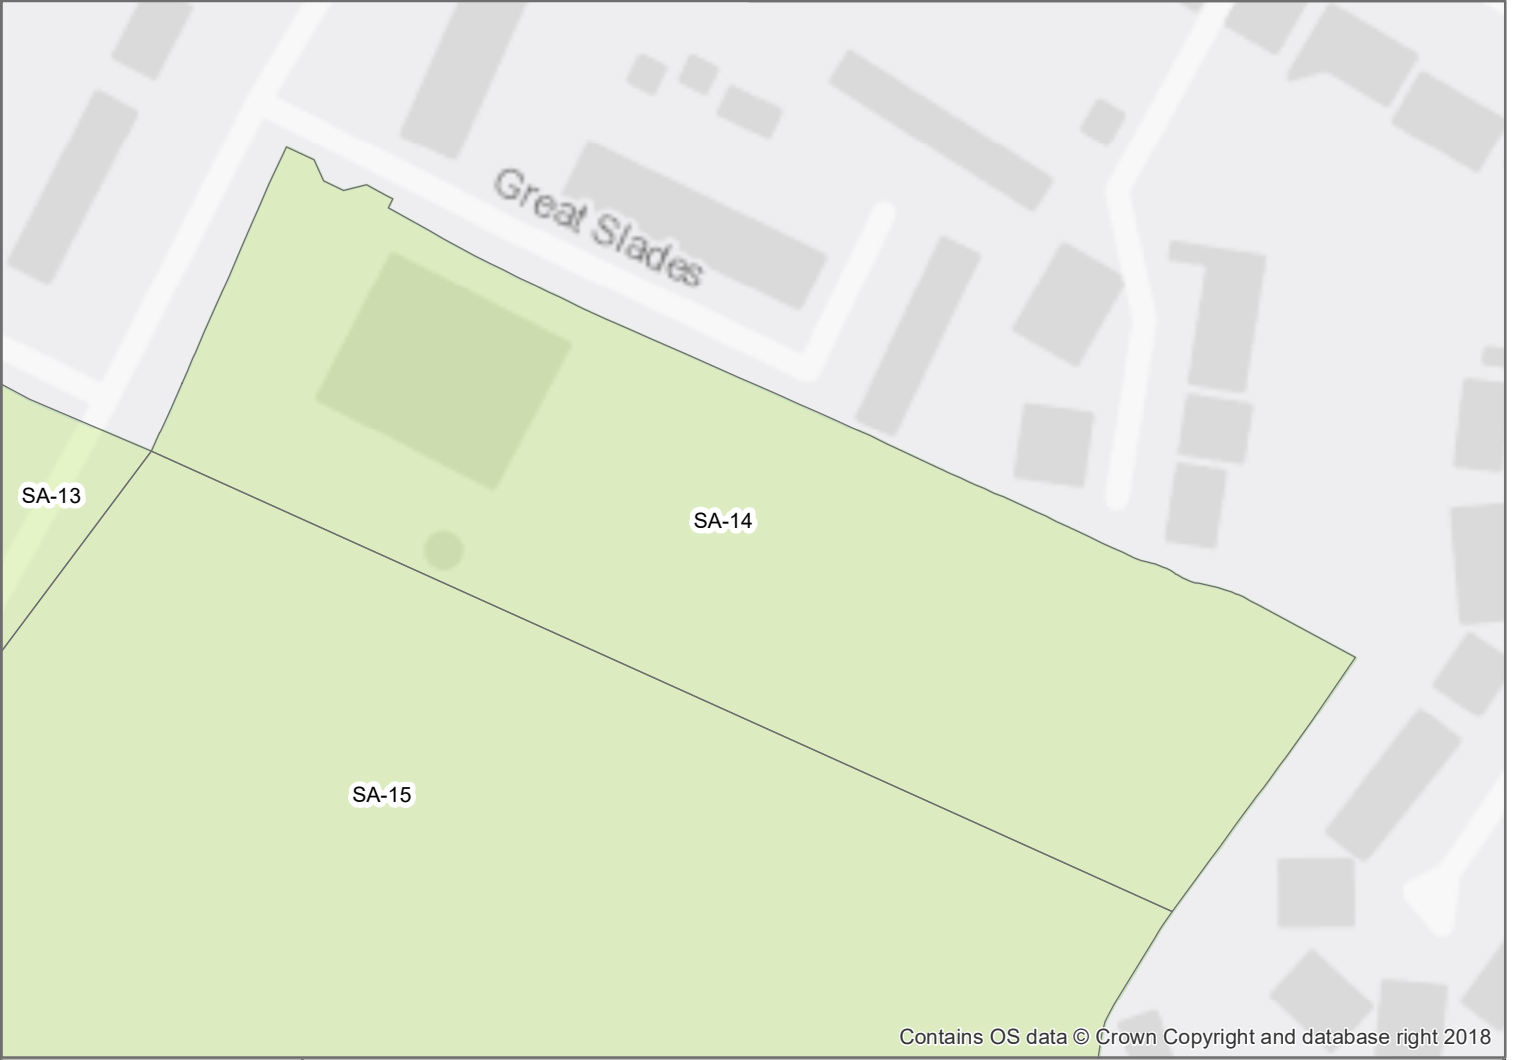 Great Slades
SA-13
SA-14
SA-15
Contains OS data © Crown Copyright and database right 2018